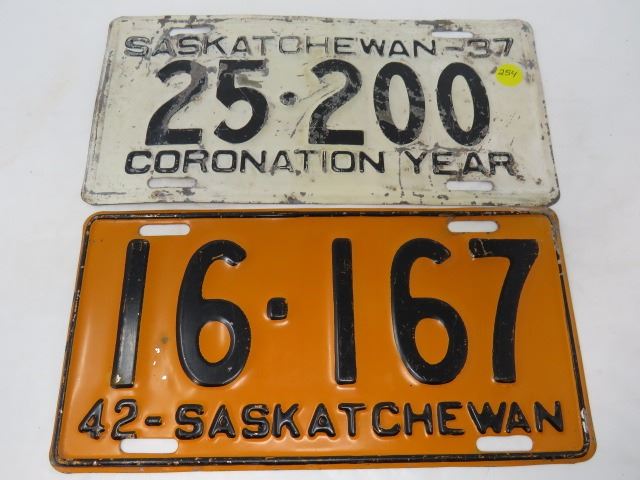 SASKATCHEWAN-37
25·200
254
CORONATION YEAR
16·167
42-SASKATCHEWAN